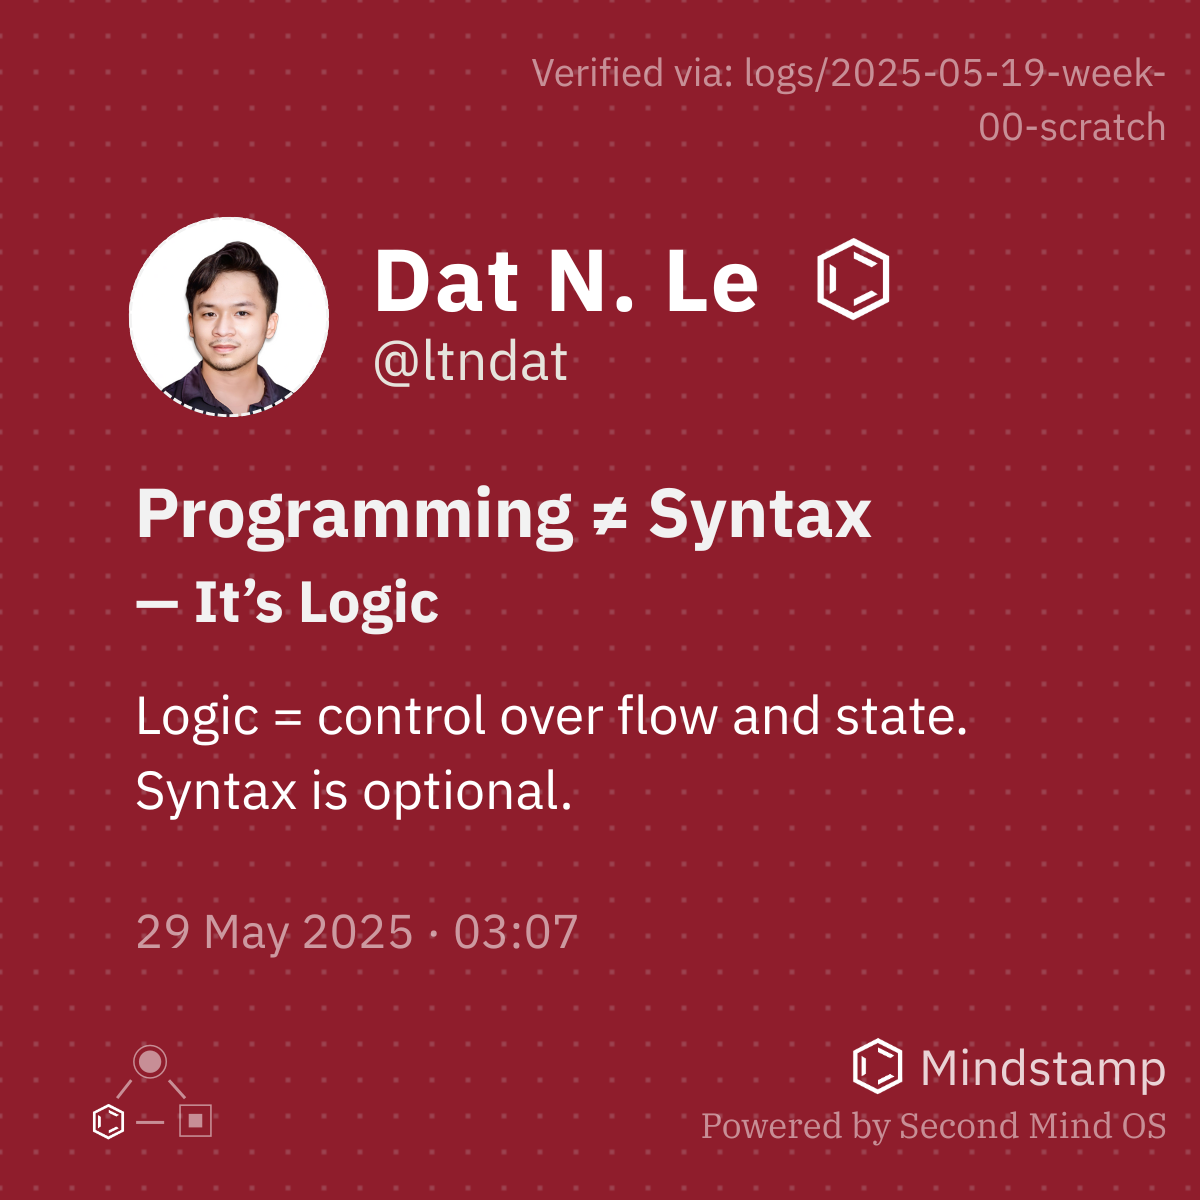 Verified via: logs/2025-05-19-week-
00-scratch
Dat N. Le
@ltndat
Programming ≠ Syntax
— It’s Logic
Logic = control over flow and state.
Syntax is optional.
29 May 2025 · 03:07
Mindstamp
Powered by Second Mind OS